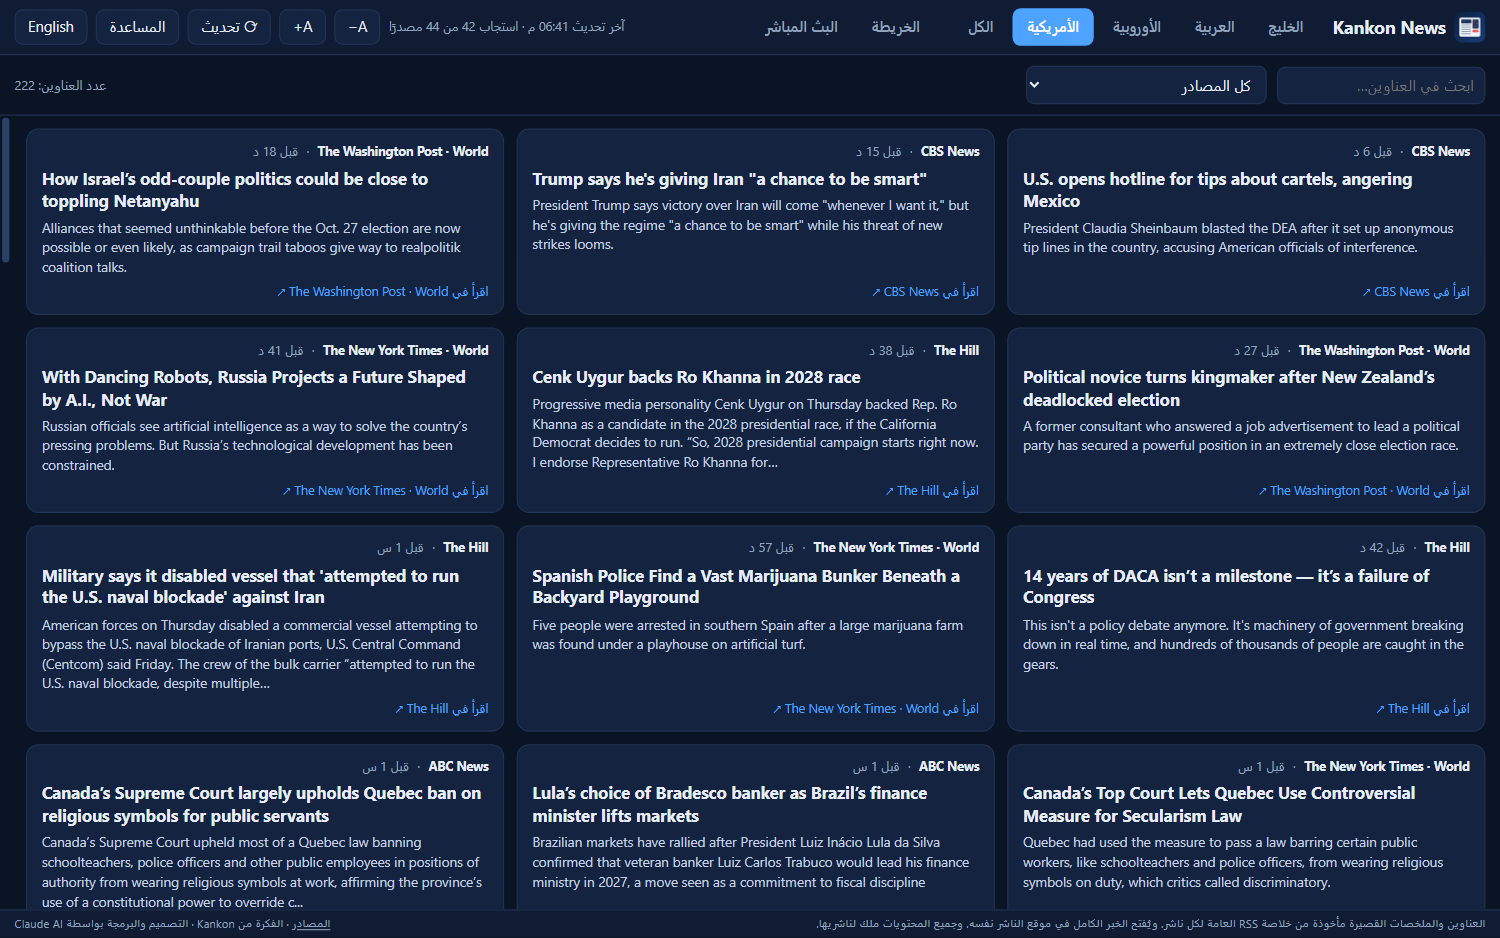 Kankon News
الخليج
العربية
الأوروبية
الأمريكية
الكل
الخريطة
البث المباشر
آخر تحديث 06:41 م · استجاب 42 من 44 مصدرًا
A−
A+
⟳ تحديث
المساعدة
English
ابحث في العناوين...
كل المصادر
عدد العناوين: 222
CBS News · قبل 6 د
U.S. opens hotline for tips about cartels, angering
Mexico
President Claudia Sheinbaum blasted the DEA after it set up anonymous
tip lines in the country, accusing American officials of interference.
اقرأ في CBS News ↗
CBS News · قبل 15 د
Trump says he's giving Iran "a chance to be smart"
President Trump says victory over Iran will come "whenever I want it," but
he's giving the regime "a chance to be smart" while his threat of new
strikes looms.
اقرأ في CBS News ↗
The Washington Post · World · قبل 18 د
How Israel’s odd-couple politics could be close to
toppling Netanyahu
Alliances that seemed unthinkable before the Oct. 27 election are now
possible or even likely, as campaign trail taboos give way to realpolitik
coalition talks.
اقرأ في The Washington Post · World ↗
The Washington Post · World · قبل 27 د
Political novice turns kingmaker after New Zealand’s
deadlocked election
A former consultant who answered a job advertisement to lead a political
party has secured a powerful position in an extremely close election race.
اقرأ في The Washington Post · World ↗
The Hill · قبل 38 د
Cenk Uygur backs Ro Khanna in 2028 race
Progressive media personality Cenk Uygur on Thursday backed Rep. Ro
Khanna as a candidate in the 2028 presidential race, if the California
Democrat decides to run. “So, 2028 presidential campaign starts right now.
I endorse Representative Ro Khanna for...
اقرأ في The Hill ↗
The New York Times · World · قبل 41 د
With Dancing Robots, Russia Projects a Future Shaped
by A.I., Not War
Russian officials see artificial intelligence as a way to solve the country’s
pressing problems. But Russia’s technological development has been
constrained.
اقرأ في The New York Times · World ↗
The Hill · قبل 42 د
14 years of DACA isn’t a milestone — it’s a failure of
Congress
This isn't a policy debate anymore. It's machinery of government breaking
down in real time, and hundreds of thousands of people are caught in the
gears.
اقرأ في The Hill ↗
The New York Times · World · قبل 57 د
Spanish Police Find a Vast Marijuana Bunker Beneath a
Backyard Playground
Five people were arrested in southern Spain after a large marijuana farm
was found under a playhouse on artificial turf.
اقرأ في The New York Times · World ↗
The Hill · قبل 1 س
Military says it disabled vessel that 'attempted to run
the U.S. naval blockade' against Iran
American forces on Thursday disabled a commercial vessel attempting to
bypass the U.S. naval blockade of Iranian ports, U.S. Central Command
(Centcom) said Friday. The crew of the bulk carrier “attempted to run the
U.S. naval blockade, despite multiple...
اقرأ في The Hill ↗
The New York Times · World · قبل 1 س
Canada’s Top Court Lets Quebec Use Controversial
Measure for Secularism Law
Quebec had used the measure to pass a law barring certain public
workers, like schoolteachers and police officers, from wearing religious
symbols on duty, which critics called discriminatory.
ABC News · قبل 1 س
Lula’s choice of Bradesco banker as Brazil’s finance
minister lifts markets
Brazilian markets have rallied after President Luiz Inácio Lula da Silva
confirmed that veteran banker Luiz Carlos Trabuco would lead his finance
ministry in 2027, a move seen as a commitment to fiscal discipline
ABC News · قبل 1 س
Canada’s Supreme Court largely upholds Quebec ban on
religious symbols for public servants
Canada’s Supreme Court upheld most of a Quebec law banning
schoolteachers, police officers and other public employees in positions of
authority from wearing religious symbols at work, affirming the province’s
use of a constitutional power to override c...
العناوين والملخصات القصيرة مأخوذة من خلاصة RSS العامة لكل ناشر. ويُفتح الخبر الكامل في موقع الناشر نفسه. وجميع المحتويات ملك لناشريها.
المصادر · الفكرة من Kankon · التصميم والبرمجة بواسطة Claude AI